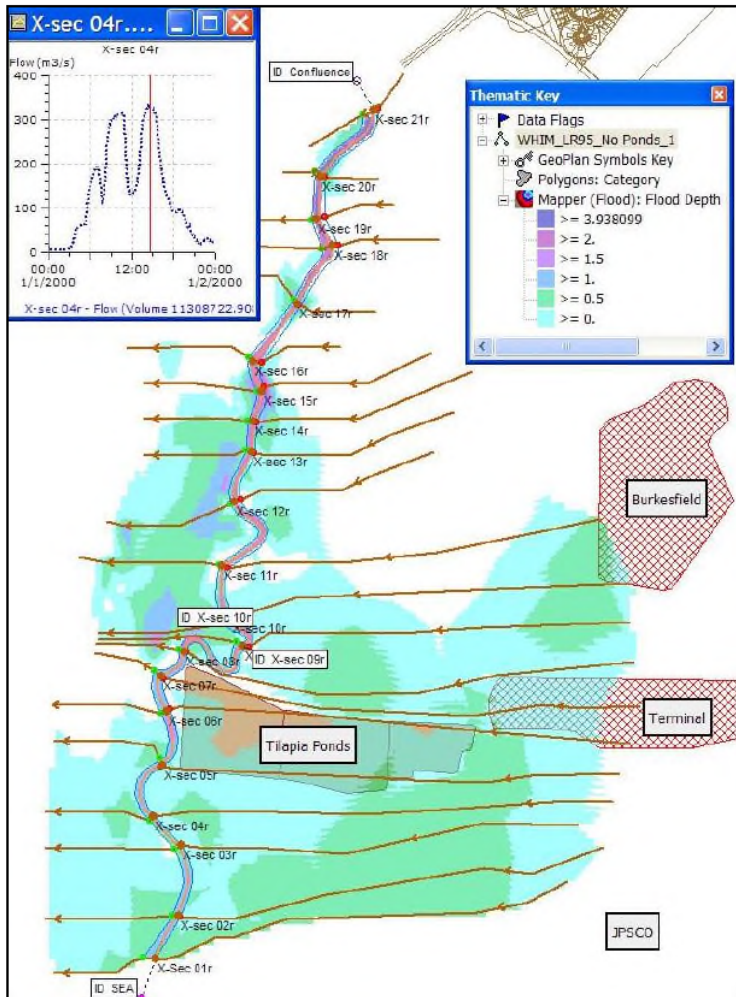 X-sec 04r....
X-sec 04r
Flow (m3/s)
400
300
200
100
0
00:00
12:00
00:00
1/1/2000
1/2/2000
X-sec 04r - Flow (Volume 11308722.90
ID Confluence
X-sec 21r
Thematic Key
Data Flags
WHIM_LR95_No Ponds_1
GeoPlan Symbols Key
Polygons: Category
Mapper (Flood): Flood Depth
>= 3.938099
>= 2.
>= 1.5
>= 1.
>= 0.5
>= 0.
X-sec 20r
X-sec 19r
X-sec 18r
X-sec 17r
X-sec 16r
X-sec 15r
X-sec 14r
X-sec 13r
X-sec 12r
Burkesfield
X-sec 11r
ID X-sec 10r
10r
ID X-sec 09r
X-sec 08r
X-sec 07r
X-sec 06r
Tilapia Ponds
Terminal
X-sec 05r
X-sec 04r
X-sec 03r
X-sec 02r
JPSCO
X-Sec 01r
ID SEA